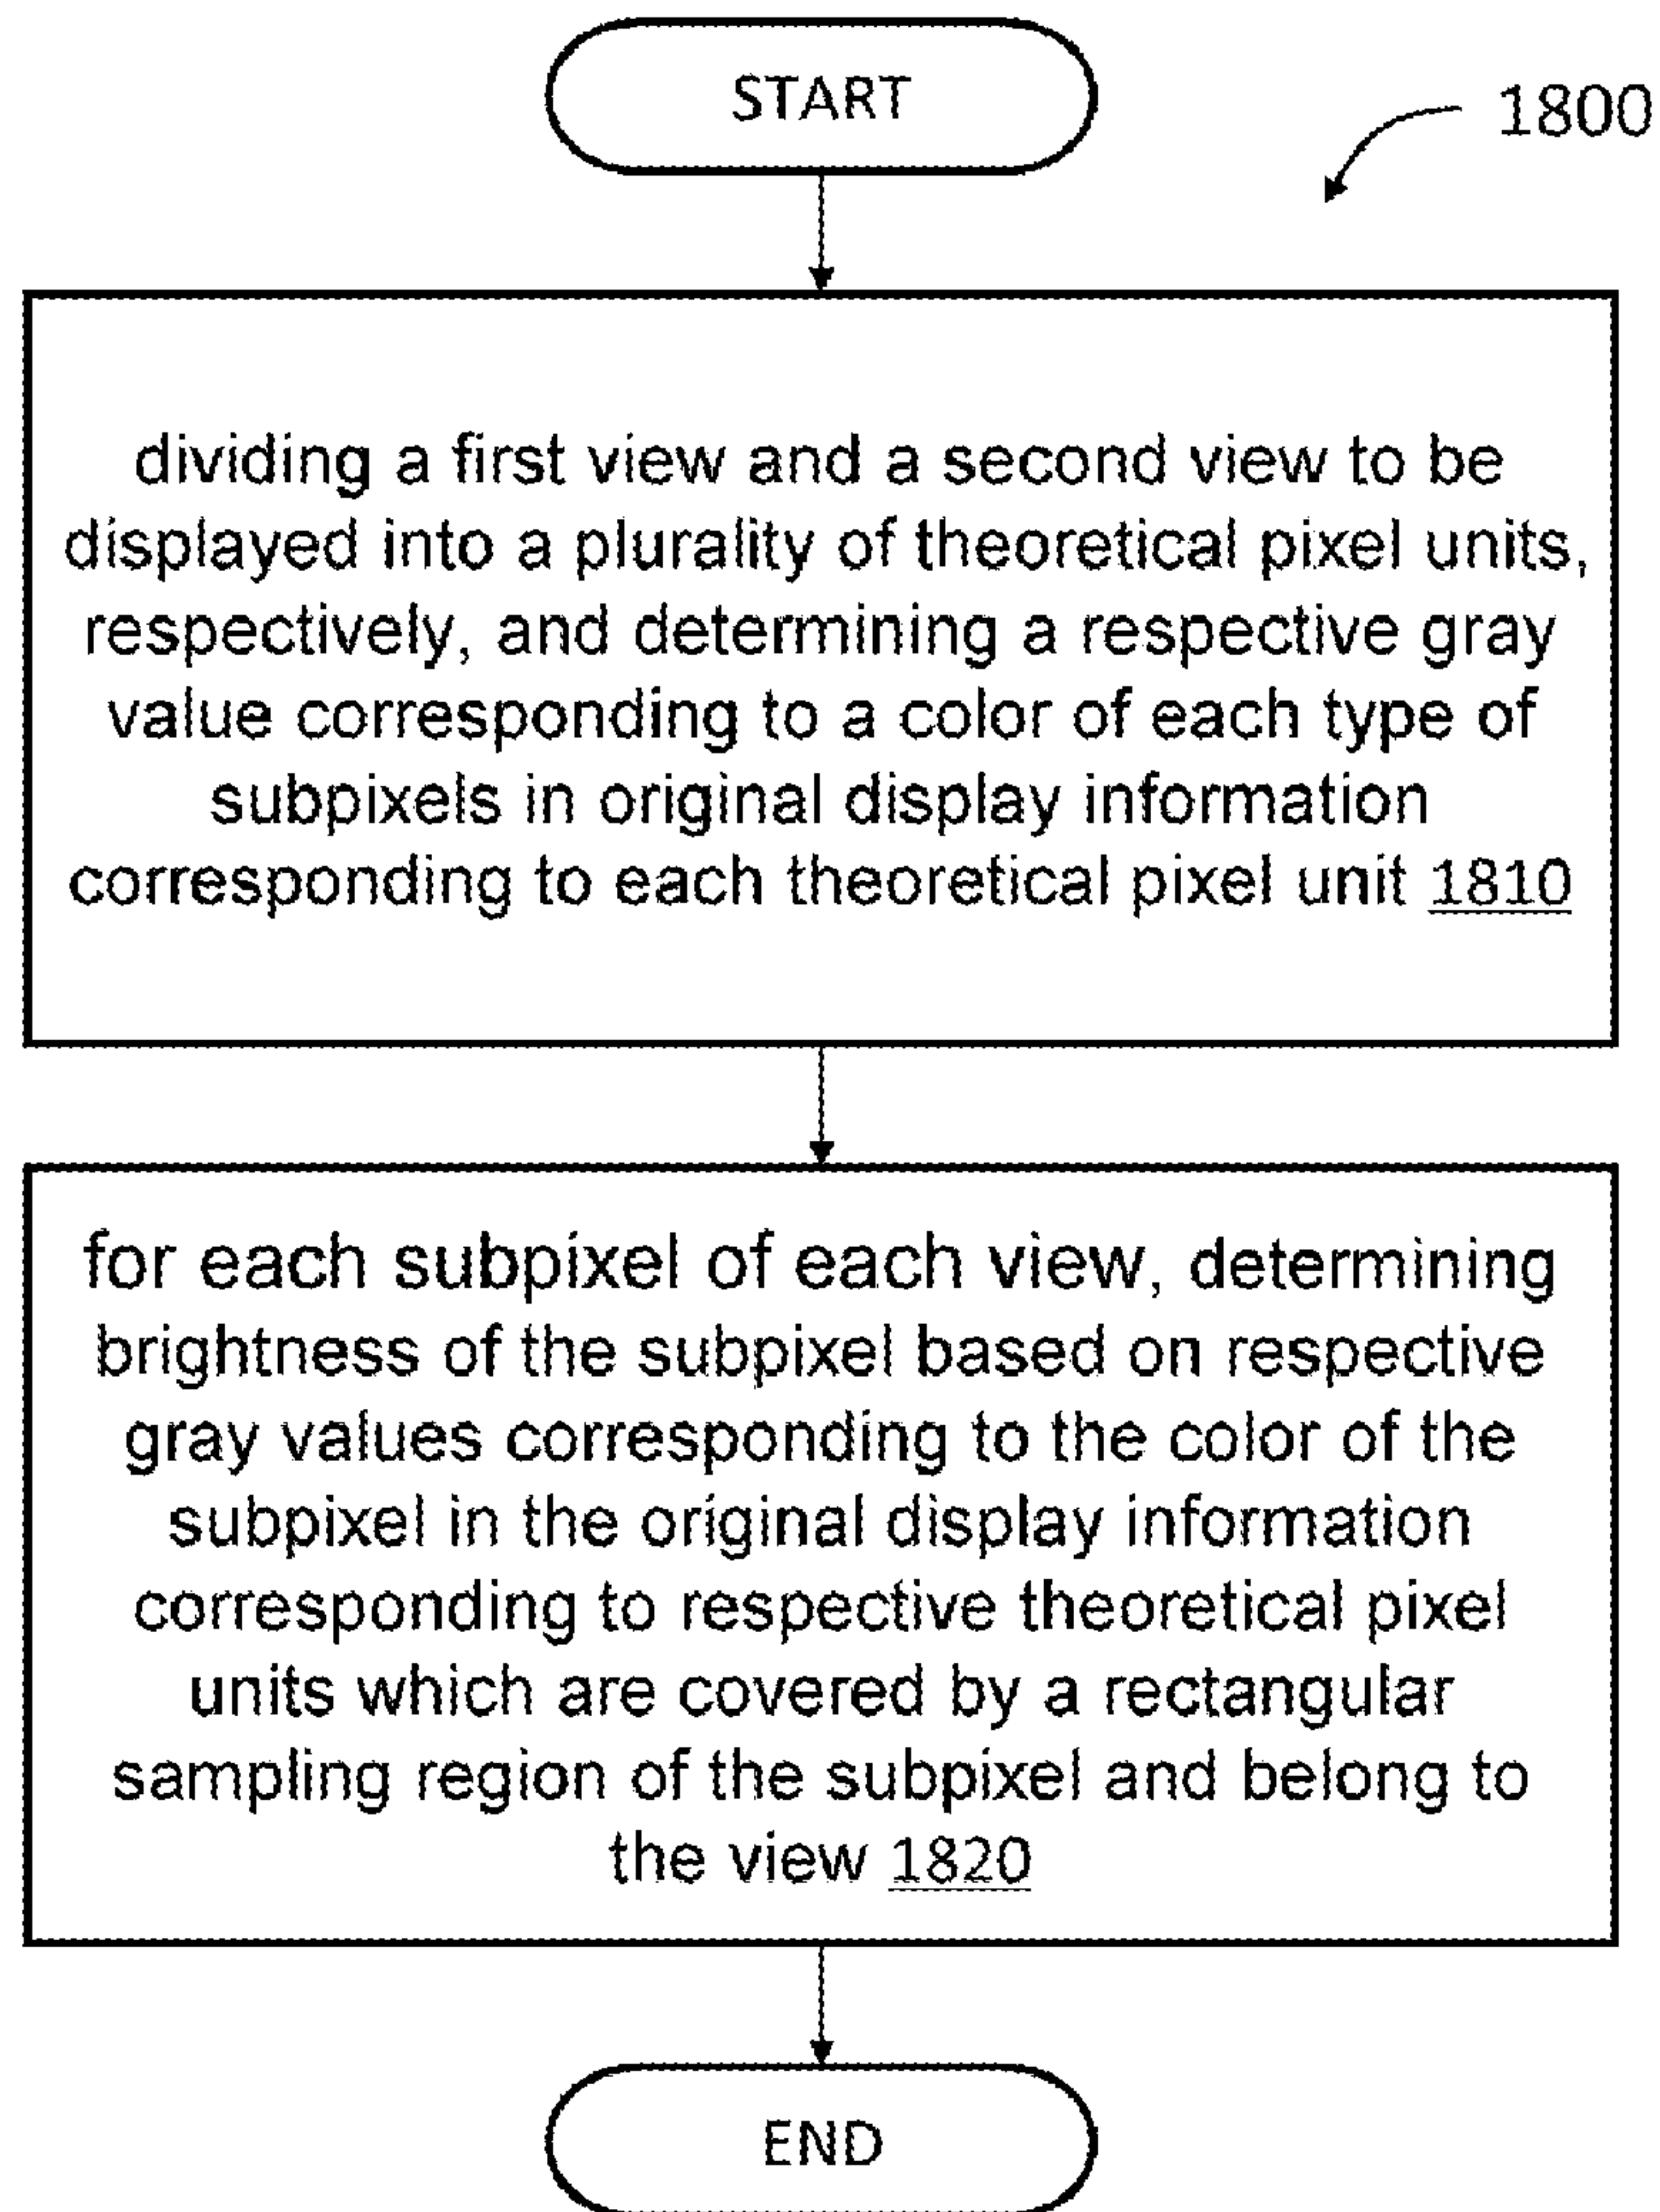 START
1800
dividing a first view and a second view to be
displayed into a plurality of theoretical pixel units,
respectively, and determining a respective gray
value corresponding to a color of each type of
subpixels in original display information
corresponding to each theoretical pixel unit 1810
for each subpixel of each view, determining
brightness of the subpixel based on respective
gray values corresponding to the color of the
subpixel in the original display information
corresponding to respective theoretical pixel
units which are covered by a rectangular
sampling region of the subpixel and belong to
the view 1820
END